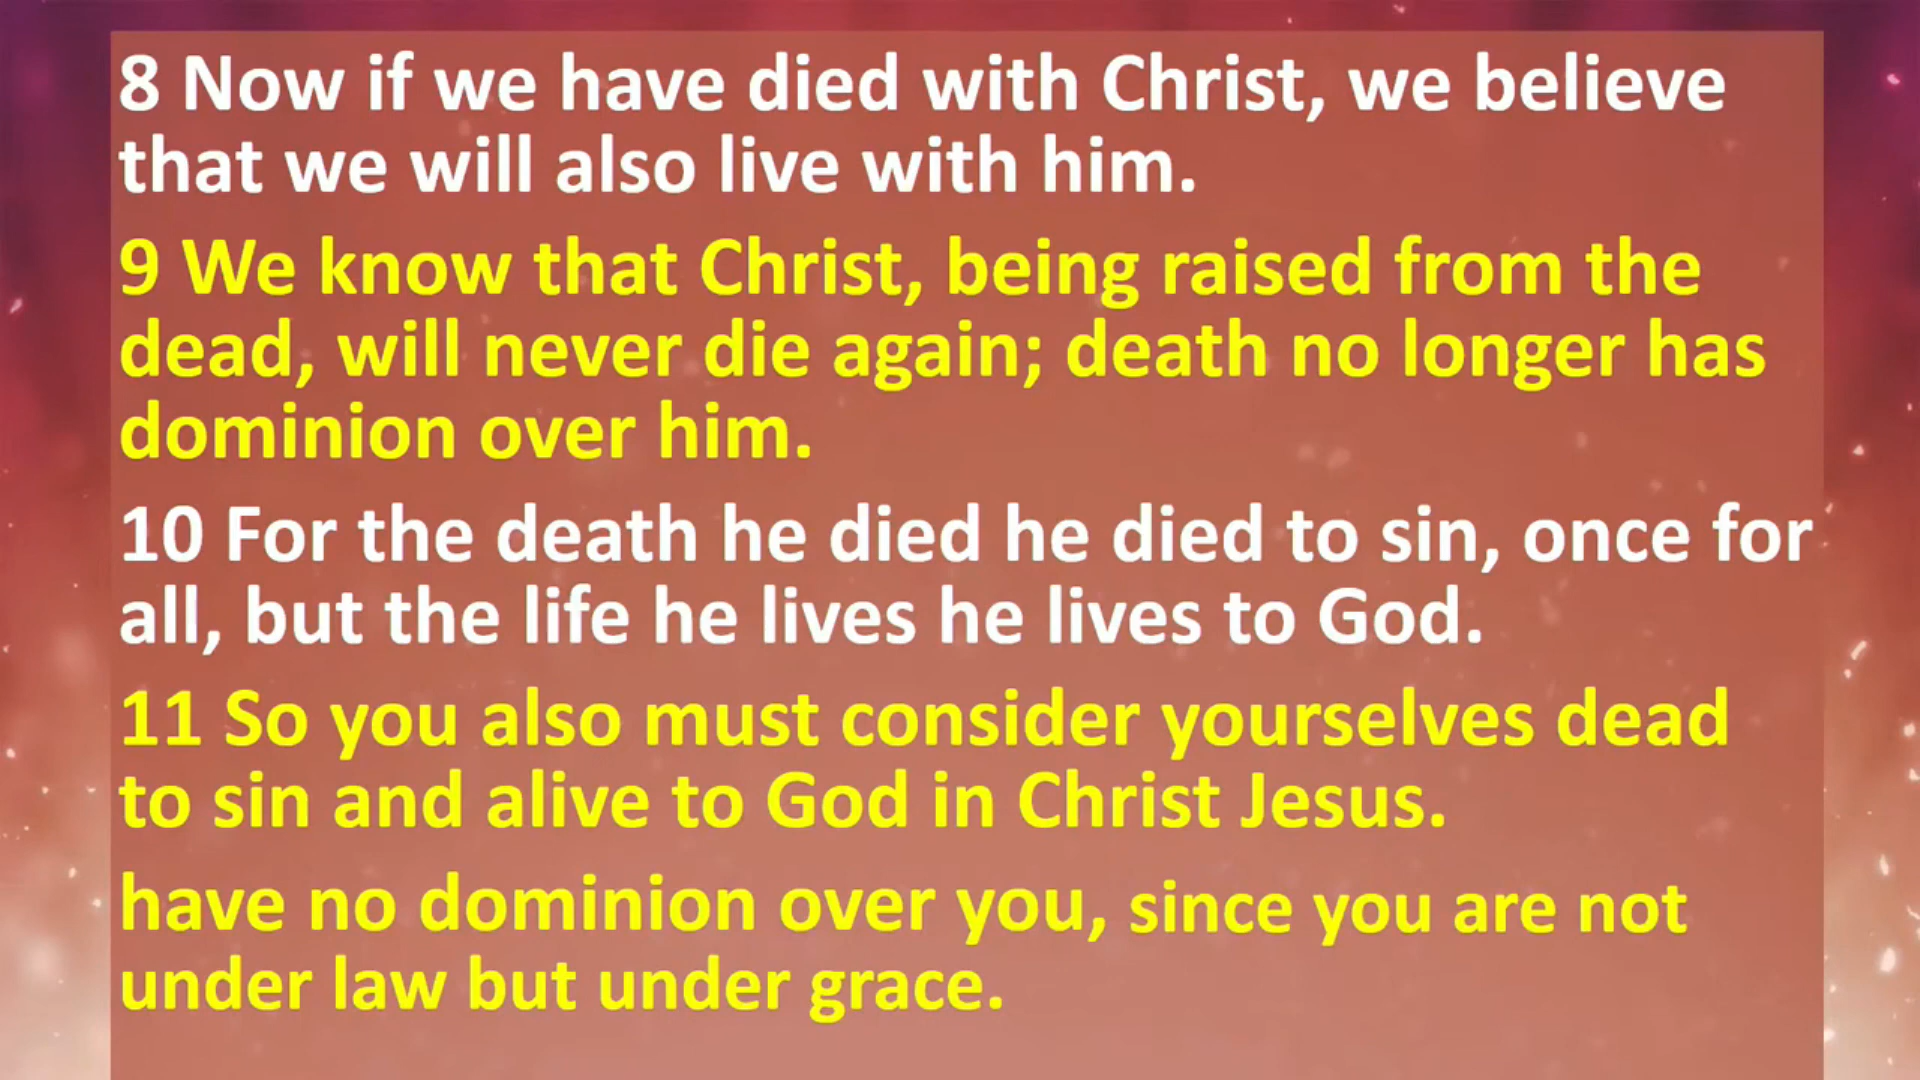 8 Now if we have died with Christ, we believe
that we will also live with him.
9 We know that Christ, being raised from the
dead, will never die again; death no longer has
dominion over him.
10 For the death he died he died to sin, once for
all, but the life he lives he lives to God.
11 So you also must consider yourselves dead
to sin and alive to God in Christ Jesus.
have no dominion over you, since you are not
under law but under grace.